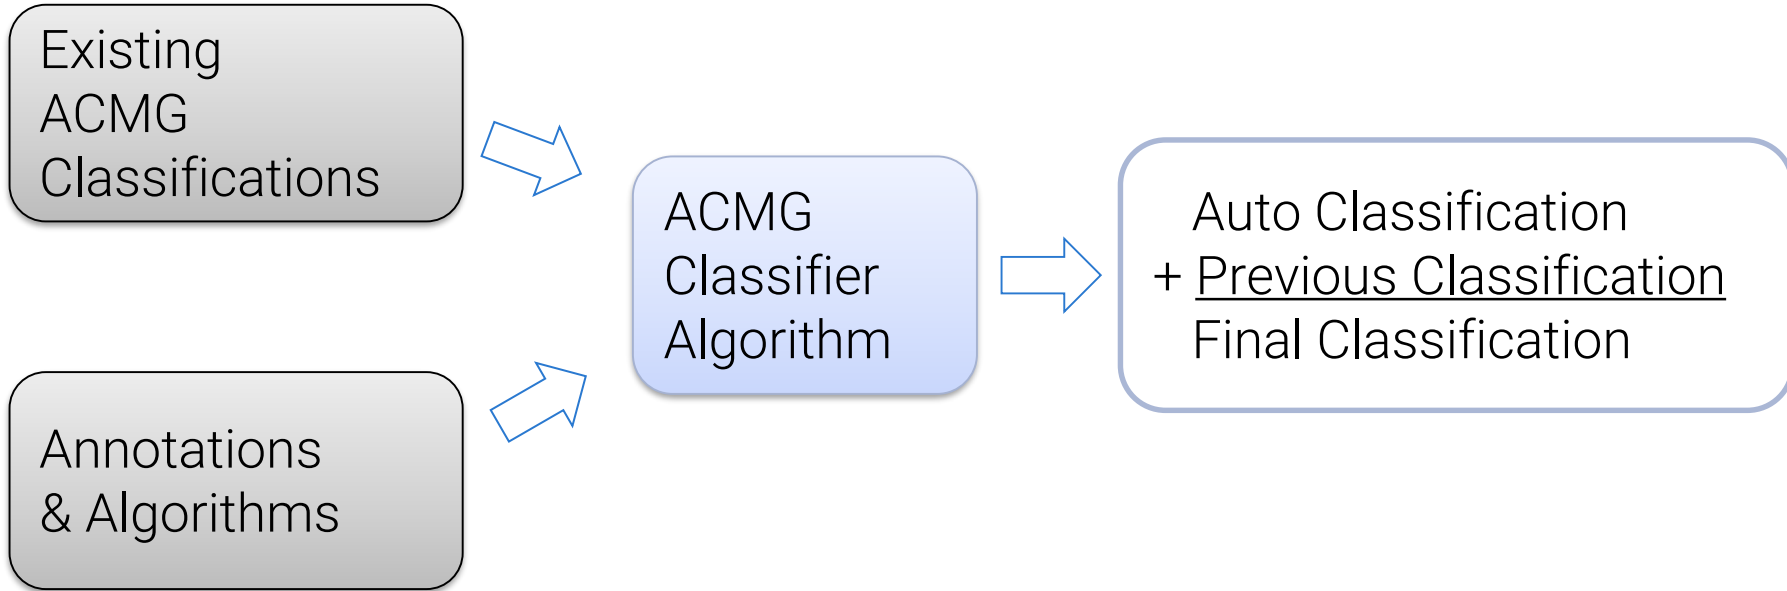 Existing
ACMG
Classifications
Annotations
& Algorithms
ACMG
Classifier
Algorithm
Auto Classification
+ Previous Classification
Final Classification